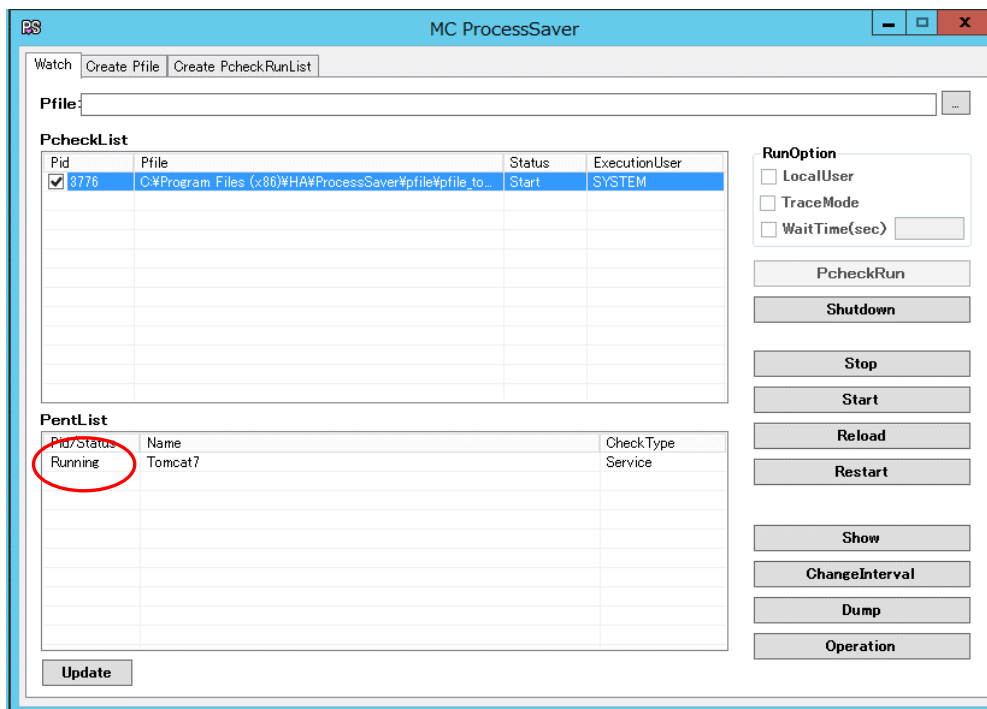 PS MC ProcessSaver
Watch Create Pfile Create PcheckRunList
Pfile: ...
PcheckList
Pid Pfile Status ExecutionUser
3776 C:¥Program Files (x86)¥HA¥ProcessSaver¥pfile¥pfile_to... Start SYSTEM
RunOption
LocalUser
TraceMode
WaitTime(sec)
PcheckRun
Shutdown
Stop
Start
Reload
Restart
PentList
Pid/Status Name CheckType
Running Tomcat7 Service
Show
ChangeInterval
Dump
Operation
Update